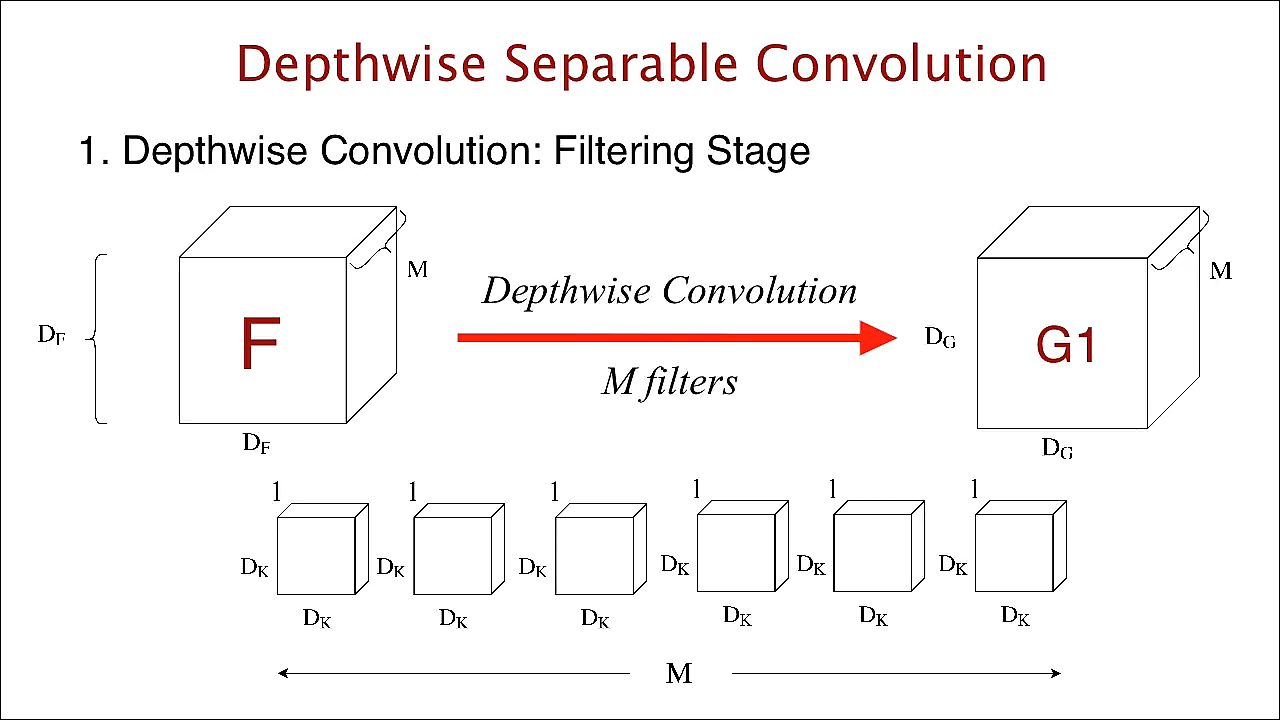 Depthwise Separable Convolution
1. Depthwise Convolution: Filtering Stage
M
M
Depthwise Convolution
D_F
F
D_G
G1
M filters
D_F
D_G
1 1 1 1 1 1
D_K D_K D_K D_K D_K D_K
D_K D_K D_K D_K D_K D_K
M